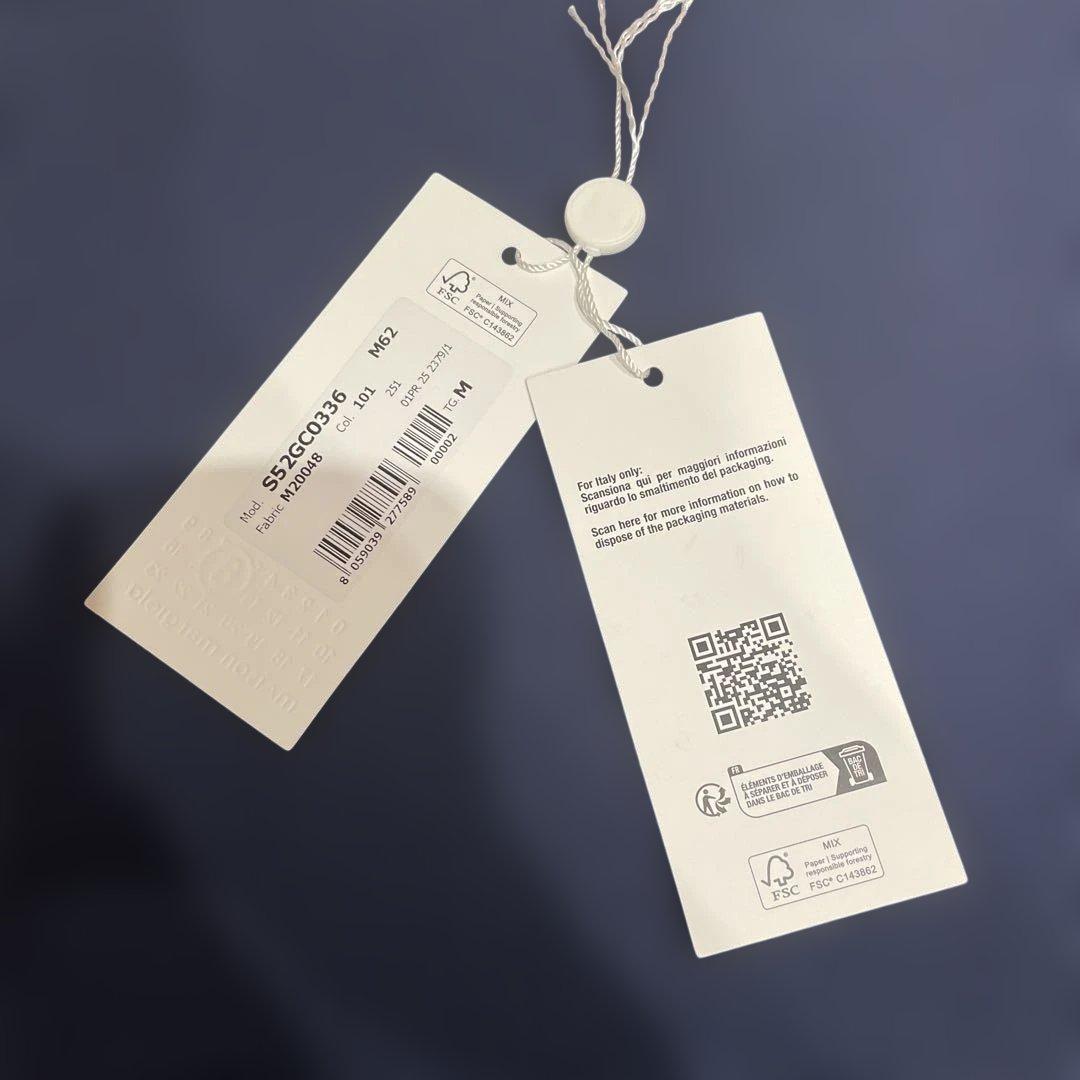 MIX
Paper | Supporting
responsible forestry
FSC® C143862
FSC
M62
Mod. S52GC0336
Fabric M20048
Col. 101
251
01PR 25 2379/1
TG. M
8 059039 277589
00002
For Italy only:
Scansiona qui per maggiori informazioni
riguardo lo smaltimento del packaging.
Scan here for more information on how to
dispose of the packaging materials.
FR
ÉLÉMENTS D'EMBALLAGE
À SÉPARER ET À DÉPOSER
DANS LE BAC DE TRI
BAC
DE
TRI
MIX
Paper | Supporting
responsible forestry
FSC® C143862
FSC